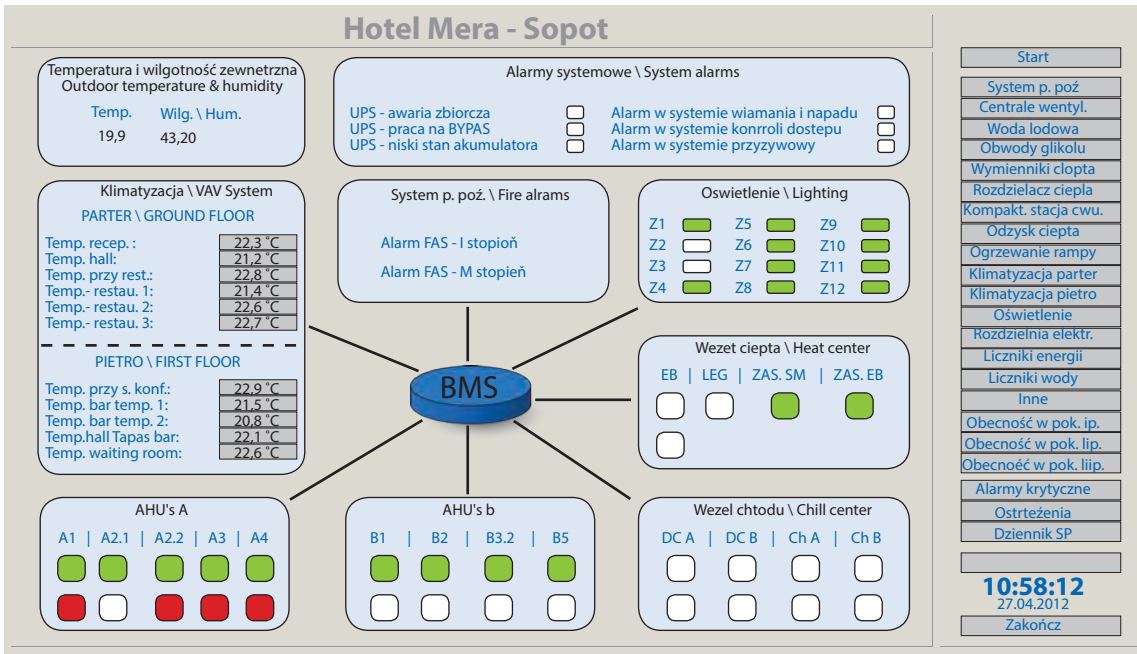 Hotel Mera - Sopot
Temperatura i wilgotność zewnetrzna
Outdoor temperature & humidity
Temp. Wilg. \ Hum.
19,9 43,20
Alarmy systemowe \ System alarms
UPS - awaria zbiorcza
UPS - praca na BYPAS
UPS - niski stan akumulatora
Alarm w systemie wiamania i napadu
Alarm w systemie konrroli dostepu
Alarm w systemie przyzywowy
Klimatyzacja \ VAV System
PARTER \ GROUND FLOOR
Temp. recep. : 22,3 ˚C
Temp. hall: 21,2 ˚C
Temp. przy rest.: 22,8 ˚C
Temp.- restau. 1: 21,4 ˚C
Temp.- restau. 2: 22,6 ˚C
Temp.- restau. 3: 22,7 ˚C
PIETRO \ FIRST FLOOR
Temp. przy s. konf.: 22,9 ˚C
Temp. bar temp. 1: 21,5 ˚C
Temp. bar temp. 2: 20,8 ˚C
Temp.hall Tapas bar: 22,1 ˚C
Temp. waiting room: 22,6 ˚C
System p. poż. \ Fire alrams
Alarm FAS - I stopioń
Alarm FAS - M stopień
Oswietlenie \ Lighting
Z1 Z5 Z9
Z2 Z6 Z10
Z3 Z7 Z11
Z4 Z8 Z12
BMS
Wezet ciepta \ Heat center
EB | LEG | ZAS. SM | ZAS. EB
AHU's A
A1 | A2.1 | A2.2 | A3 | A4
AHU's b
B1 | B2 | B3.2 | B5
Wezel chtodu \ Chill center
DC A | DC B | Ch A | Ch B
Start
System p. poź
Centrale wentyl.
Woda lodowa
Obwody glikolu
Wymienniki clopta
Rozdzielacz ciepla
Kompakt. stacja cwu.
Odzysk ciepta
Ogrzewanie rampy
Klimatyzacja parter
Klimatyzacja pietro
Oświetlenie
Rozdzielnia elektr.
Liczniki energii
Liczniki wody
Inne
Obecność w pok. ip.
Obecność w pok. lip.
Obecnoéć w pok. liip.
Alarmy krytyczne
Ostrteźenia
Dziennik SP
10:58:12
27.04.2012
Zakończ